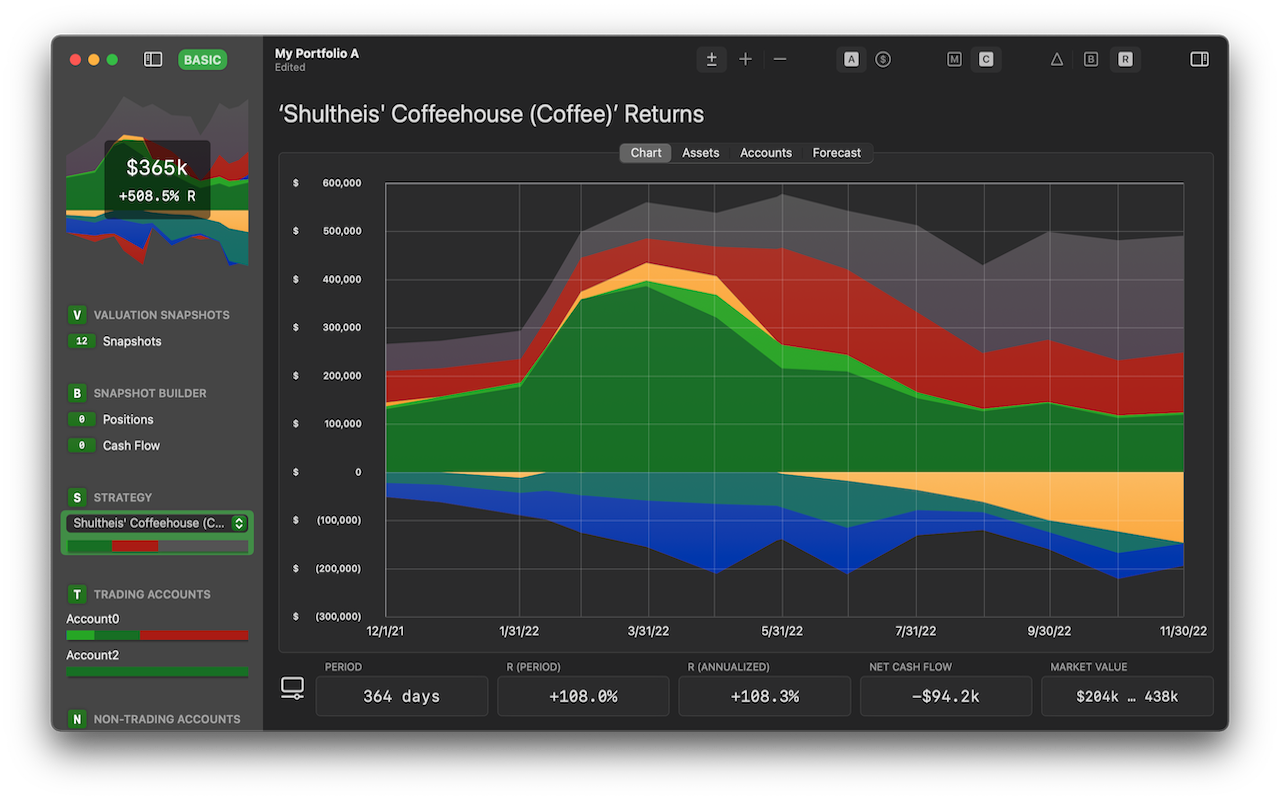 BASIC
My Portfolio A
Edited
A
M
C
B
R
$365k
+508.5% R
V VALUATION SNAPSHOTS
12 Snapshots
B SNAPSHOT BUILDER
0 Positions
0 Cash Flow
S STRATEGY
Shultheis' Coffeehouse (C...
T TRADING ACCOUNTS
Account0
Account2
N NON-TRADING ACCOUNTS
‘Shultheis' Coffeehouse (Coffee)’ Returns
Chart Assets Accounts Forecast
$ 600,000
$ 500,000
$ 400,000
$ 300,000
$ 200,000
$ 100,000
$ 0
$ (100,000)
$ (200,000)
$ (300,000)
12/1/21 1/31/22 3/31/22 5/31/22 7/31/22 9/30/22 11/30/22
PERIOD R (PERIOD) R (ANNUALIZED) NET CASH FLOW MARKET VALUE
364 days +108.0% +108.3% −$94.2k $204k … 438k